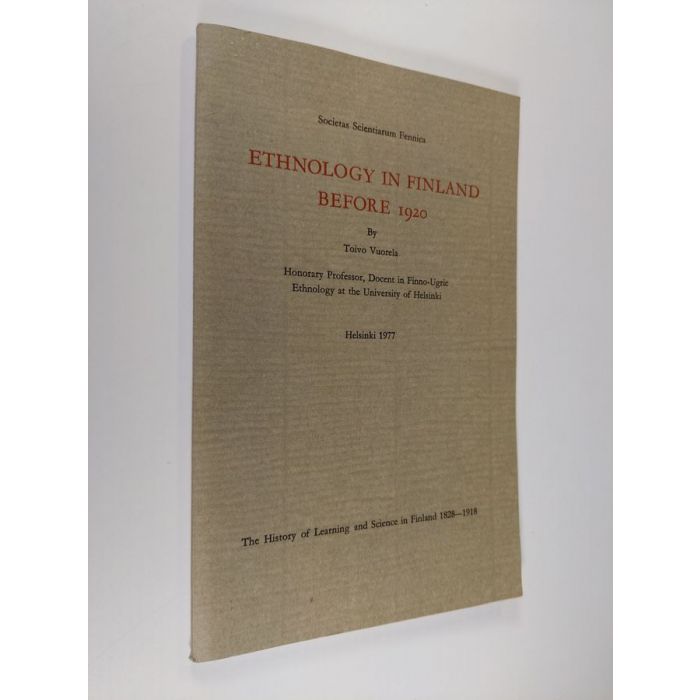 Societas Scientiarum Fennica
ETHNOLOGY IN FINLAND
BEFORE 1920
By
Toivo Vuorela
Honorary Professor, Docent in Finno-Ugric
Ethnology at the University of Helsinki
Helsinki 1977
The History of Learning and Science in Finland 1828—1918